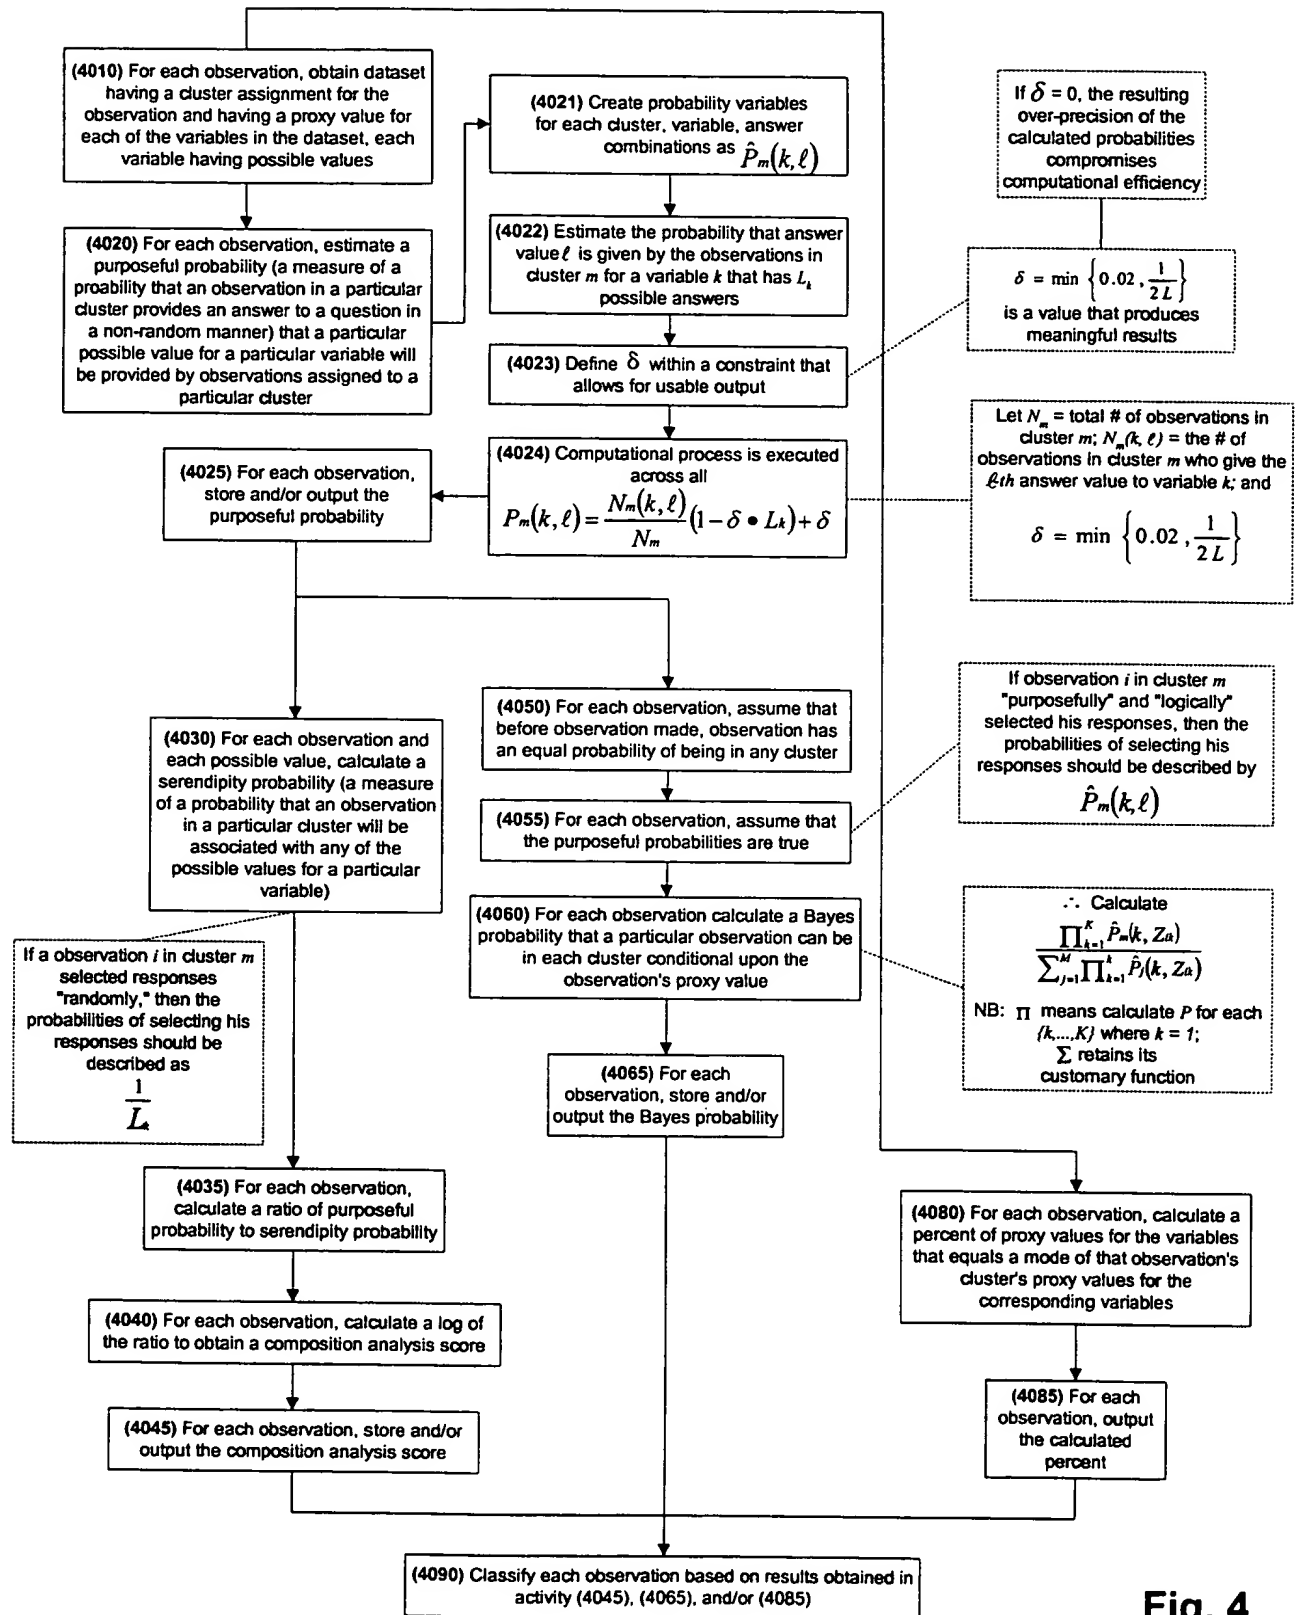 (4010) For each observation, obtain dataset
having a cluster assignment for the
observation and having a proxy value for
each of the variables in the dataset, each
variable having possible values
(4020) For each observation, estimate a
purposeful probability (a measure of a
proability that an observation in a particular
cluster provides an answer to a question in
a non-random manner) that a particular
possible value for a particular variable will
be provided by observations assigned to a
particular cluster
(4021) Create probability variables
for each cluster, variable, answer
combinations as P̂m(k,ℓ)
(4022) Estimate the probability that answer
value ℓ is given by the observations in
cluster m for a variable k that has Lk
possible answers
(4023) Define δ within a constraint that
allows for usable output
(4024) Computational process is executed
across all
Pm(k,ℓ) = Nm(k,ℓ)/Nm (1 − δ • Lk) + δ
(4025) For each observation,
store and/or output the
purposeful probability
If δ = 0, the resulting
over-precision of the
calculated probabilities
compromises
computational efficiency
δ = min {0.02 , 1/2L}
is a value that produces
meaningful results
Let Nm = total # of observations in
cluster m; Nm(k, ℓ) = the # of
observations in cluster m who give the
ℓ-th answer value to variable k; and
δ = min {0.02 , 1/2L}
(4030) For each observation and
each possible value, calculate a
serendipity probability (a measure
of a probability that an observation
in a particular cluster will be
associated with any of the
possible values for a particular
variable)
If a observation i in cluster m
selected responses
"randomly," then the
probabilities of selecting his
responses should be
described as
1/Lk
(4035) For each observation,
calculate a ratio of purposeful
probability to serendipity probability
(4040) For each observation, calculate a log of
the ratio to obtain a composition analysis score
(4045) For each observation, store and/or
output the composition analysis score
(4050) For each observation, assume that
before observation made, observation has
an equal probability of being in any cluster
(4055) For each observation, assume that
the purposeful probabilities are true
(4060) For each observation calculate a Bayes
probability that a particular observation can be
in each cluster conditional upon the
observation's proxy value
(4065) For each
observation, store and/or
output the Bayes probability
If observation i in cluster m
"purposefully" and "logically"
selected his responses, then the
probabilities of selecting his
responses should be described by
P̂m(k,ℓ)
∴ Calculate
∏k=1^K P̂m(k, Zik)
∑j=1^M ∏k=1^k P̂j(k, Zik)
NB: ∏ means calculate P for each
{k,...,K} where k = 1;
∑ retains its
customary function
(4080) For each observation, calculate a
percent of proxy values for the variables
that equals a mode of that observation's
cluster's proxy values for the
corresponding variables
(4085) For each
observation, output
the calculated
percent
(4090) Classify each observation based on results obtained in
activity (4045), (4065), and/or (4085)
Fig. 4